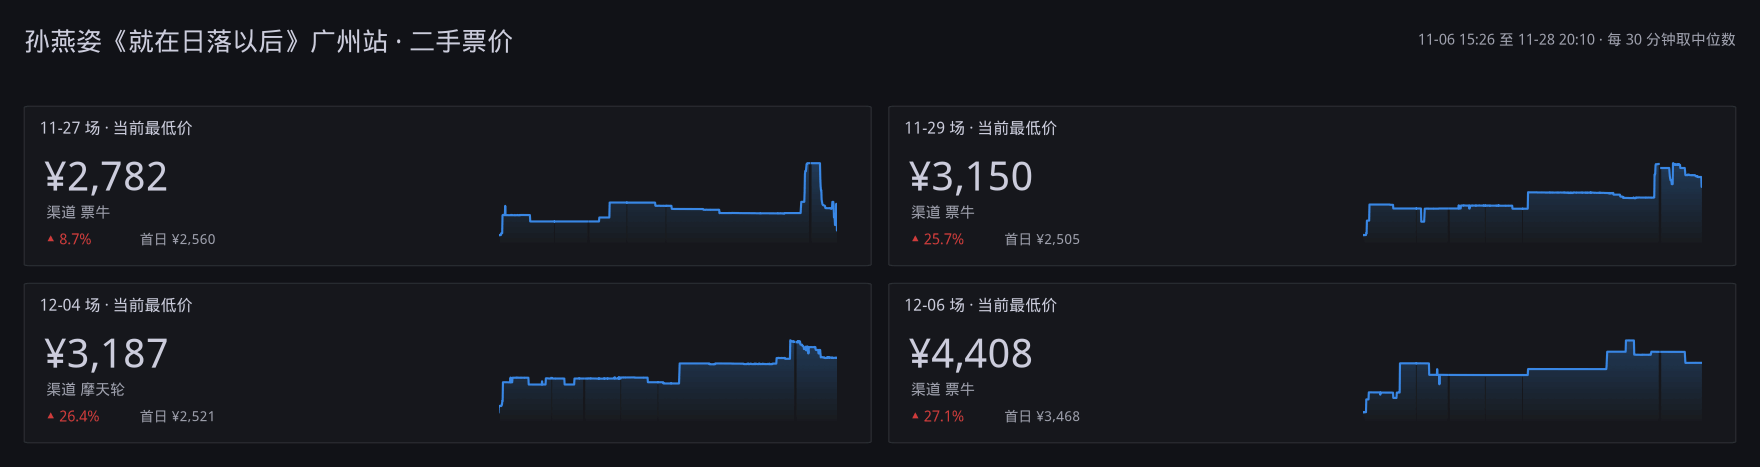 孙燕姿《就在日落以后》广州站 · 二手票价
11-06 15:26 至 11-28 20:10 · 每 30 分钟取中位数
11-27 场 · 当前最低价
¥2,782
渠道 票牛
▲ 8.7% 首日 ¥2,560
11-29 场 · 当前最低价
¥3,150
渠道 票牛
▲ 25.7% 首日 ¥2,505
12-04 场 · 当前最低价
¥3,187
渠道 摩天轮
▲ 26.4% 首日 ¥2,521
12-06 场 · 当前最低价
¥4,408
渠道 票牛
▲ 27.1% 首日 ¥3,468